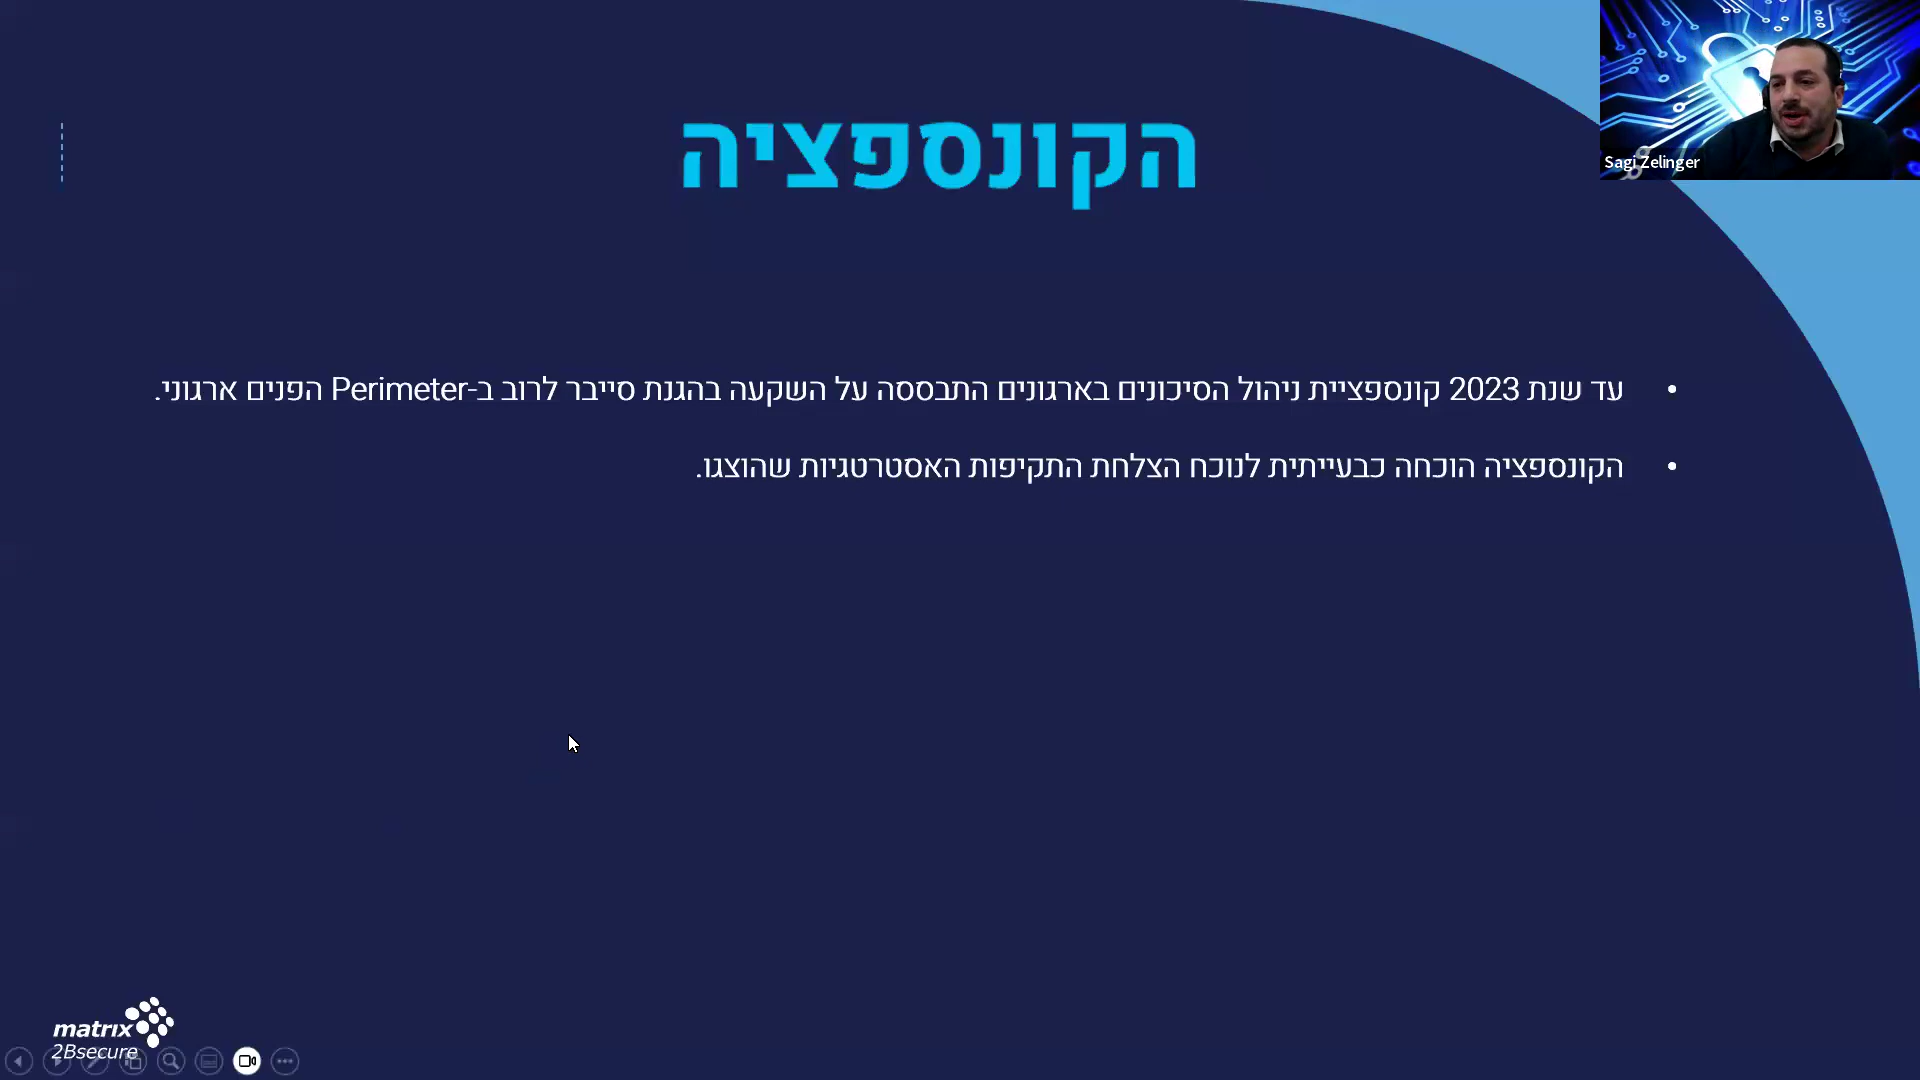 הקונספציה
Sagi Zelinger
• עד שנת 2023 קונספציית ניהול הסיכונים בארגונים התבססה על השקעה בהגנת סייבר לרוב ב-Perimeter הפנים ארגוני.
• הקונספציה הוכחה כבעייתית לנוכח הצלחת התקיפות האסטרטגיות שהוצגו.
matrix
2Bsecure